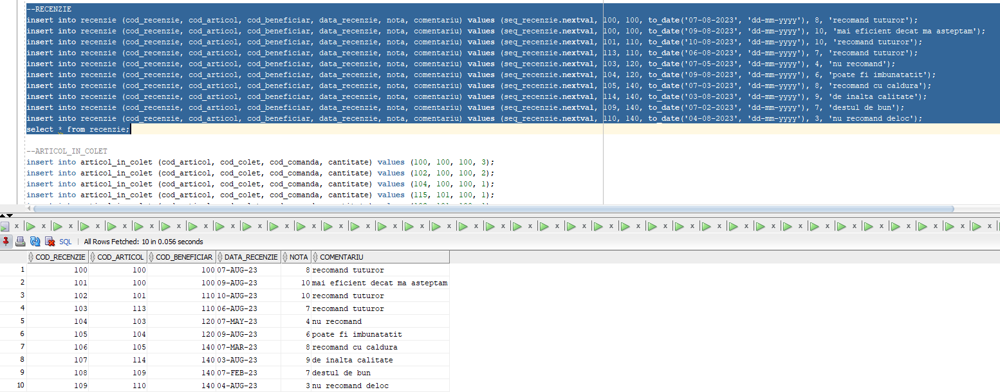 --RECENZIE
insert into recenzie (cod_recenzie, cod_articol, cod_beneficiar, data_recenzie, nota, comentariu) values (seq_recenzie.nextval, 100, 100, to_date('07-08-2023', 'dd-mm-yyyy'), 8, 'recomand tuturor');
insert into recenzie (cod_recenzie, cod_articol, cod_beneficiar, data_recenzie, nota, comentariu) values (seq_recenzie.nextval, 100, 100, to_date('09-08-2023', 'dd-mm-yyyy'), 10, 'mai eficient decat ma asteptam');
insert into recenzie (cod_recenzie, cod_articol, cod_beneficiar, data_recenzie, nota, comentariu) values (seq_recenzie.nextval, 101, 110, to_date('10-08-2023', 'dd-mm-yyyy'), 10, 'recomand tuturor');
insert into recenzie (cod_recenzie, cod_articol, cod_beneficiar, data_recenzie, nota, comentariu) values (seq_recenzie.nextval, 113, 110, to_date('06-08-2023', 'dd-mm-yyyy'), 7, 'recomand tuturor');
insert into recenzie (cod_recenzie, cod_articol, cod_beneficiar, data_recenzie, nota, comentariu) values (seq_recenzie.nextval, 103, 120, to_date('07-05-2023', 'dd-mm-yyyy'), 4, 'nu recomand');
insert into recenzie (cod_recenzie, cod_articol, cod_beneficiar, data_recenzie, nota, comentariu) values (seq_recenzie.nextval, 104, 120, to_date('09-08-2023', 'dd-mm-yyyy'), 6, 'poate fi imbunatatit');
insert into recenzie (cod_recenzie, cod_articol, cod_beneficiar, data_recenzie, nota, comentariu) values (seq_recenzie.nextval, 105, 140, to_date('07-03-2023', 'dd-mm-yyyy'), 8, 'recomand cu caldura');
insert into recenzie (cod_recenzie, cod_articol, cod_beneficiar, data_recenzie, nota, comentariu) values (seq_recenzie.nextval, 114, 140, to_date('03-08-2023', 'dd-mm-yyyy'), 9, 'de inalta calitate');
insert into recenzie (cod_recenzie, cod_articol, cod_beneficiar, data_recenzie, nota, comentariu) values (seq_recenzie.nextval, 109, 140, to_date('07-02-2023', 'dd-mm-yyyy'), 7, 'destul de bun');
insert into recenzie (cod_recenzie, cod_articol, cod_beneficiar, data_recenzie, nota, comentariu) values (seq_recenzie.nextval, 110, 140, to_date('04-08-2023', 'dd-mm-yyyy'), 3, 'nu recomand deloc');
select * from recenzie;
--ARTICOL_IN_COLET
insert into articol_in_colet (cod_articol, cod_colet, cod_comanda, cantitate) values (100, 100, 100, 3);
insert into articol_in_colet (cod_articol, cod_colet, cod_comanda, cantitate) values (102, 100, 100, 2);
insert into articol_in_colet (cod_articol, cod_colet, cod_comanda, cantitate) values (104, 100, 100, 1);
insert into articol_in_colet (cod_articol, cod_colet, cod_comanda, cantitate) values (115, 101, 100, 1);
SQL | All Rows Fetched: 10 in 0.056 seconds
COD_RECENZIE COD_ARTICOL COD_BENEFICIAR DATA_RECENZIE NOTA COMENTARIU
1 100 100 100 07-AUG-23 8 recomand tuturor
2 101 100 100 09-AUG-23 10 mai eficient decat ma asteptam
3 102 101 110 10-AUG-23 10 recomand tuturor
4 103 113 110 06-AUG-23 7 recomand tuturor
5 104 103 120 07-MAY-23 4 nu recomand
6 105 104 120 09-AUG-23 6 poate fi imbunatatit
7 106 105 140 07-MAR-23 8 recomand cu caldura
8 107 114 140 03-AUG-23 9 de inalta calitate
9 108 109 140 07-FEB-23 7 destul de bun
10 109 110 140 04-AUG-23 3 nu recomand deloc